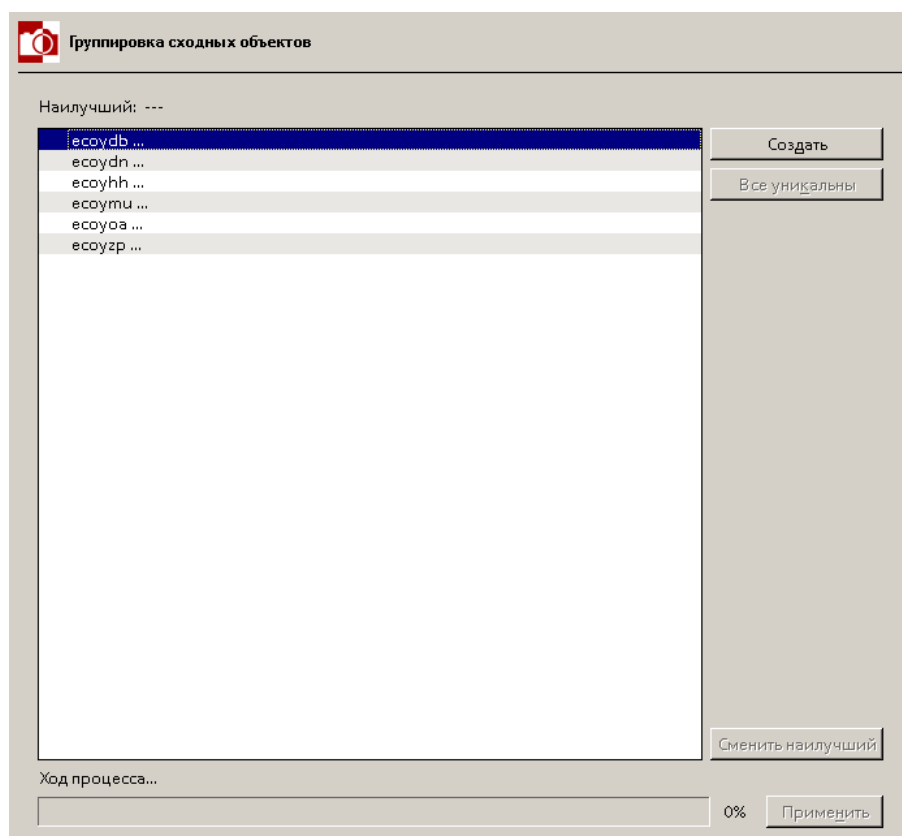 Группировка сходных объектов
Наилучший: ---
ecoydb ...
ecoydn ...
ecoyhh ...
ecoymu ...
ecoyoa ...
ecoyzp ...
Создать
Все уникальны
Сменить наилучший
Ход процесса...
0%
Применить